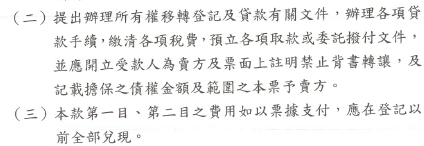 (二)提出辦理所有權移轉登記及貸款有關文件,辦理各項貸
款手續,繳清各項稅費,預立各項取款或委託撥付文件,
並應開立受款人為賣方及票面上註明禁止背書轉讓,及
記載擔保之債權金額及範圍之本票予賣方。
(三)本款第一目、第二目之費用如以票據支付,應在登記以
前全部兌現。